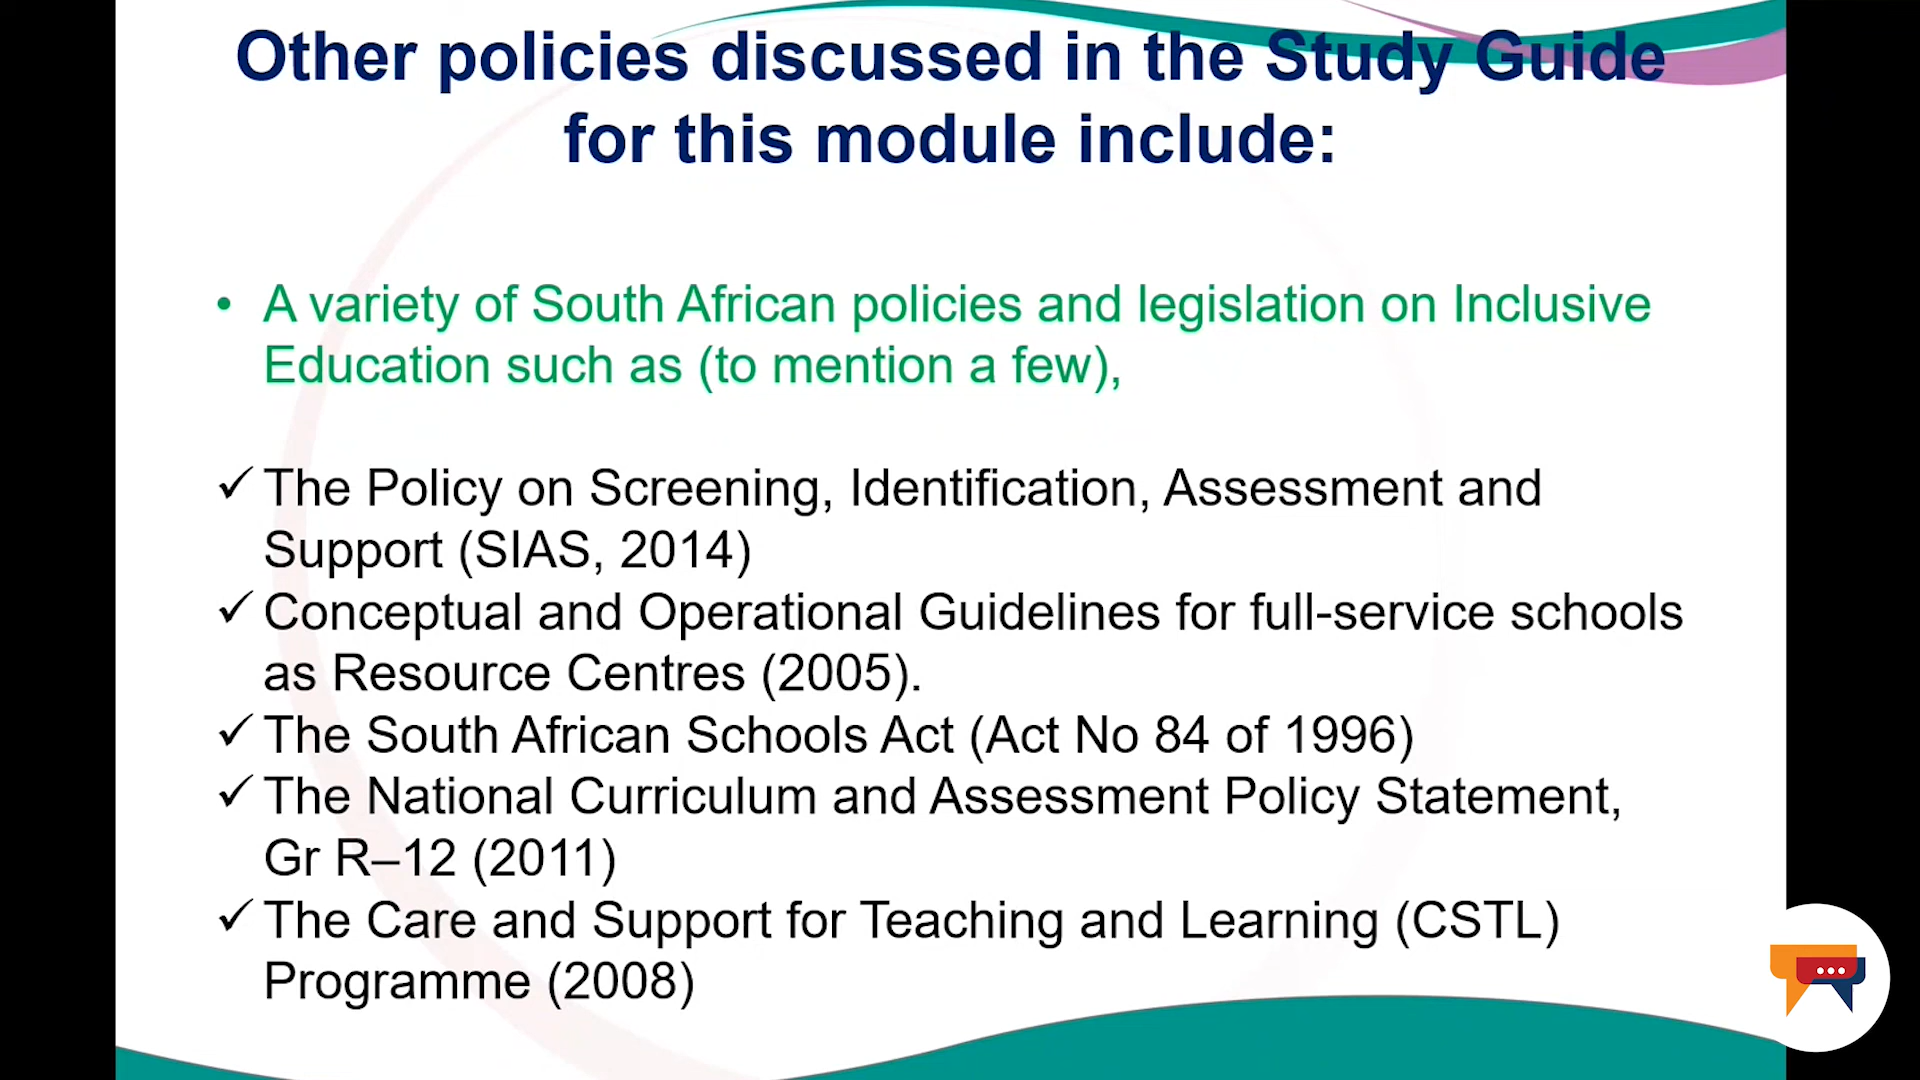 Other policies discussed in the Study Guide
for this module include:
• A variety of South African policies and legislation on Inclusive
Education such as (to mention a few),
✓ The Policy on Screening, Identification, Assessment and
Support (SIAS, 2014)
✓ Conceptual and Operational Guidelines for full-service schools
as Resource Centres (2005).
✓ The South African Schools Act (Act No 84 of 1996)
✓ The National Curriculum and Assessment Policy Statement,
Gr R–12 (2011)
✓ The Care and Support for Teaching and Learning (CSTL)
Programme (2008)